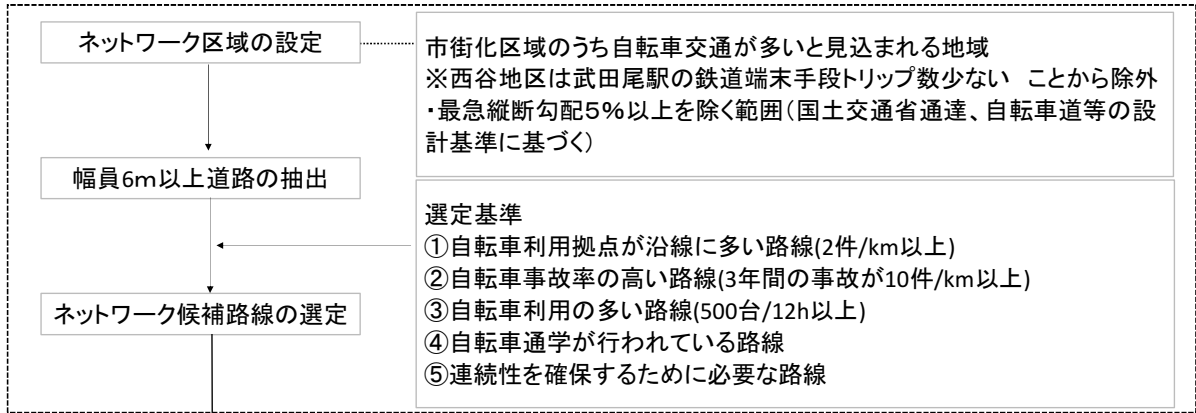 ネットワーク区域の設定
市街化区域のうち自転車交通が多いと見込まれる地域
※西谷地区は武田尾駅の鉄道端末手段トリップ数少ない　ことから除外
・最急縦断勾配5%以上を除く範囲(国土交通省通達、自転車道等の設
計基準に基づく)
幅員6m以上道路の抽出
選定基準
①自転車利用拠点が沿線に多い路線(2件/km以上)
②自転車事故率の高い路線(3年間の事故が10件/km以上)
③自転車利用の多い路線(500台/12h以上)
④自転車通学が行われている路線
⑤連続性を確保するために必要な路線
ネットワーク候補路線の選定